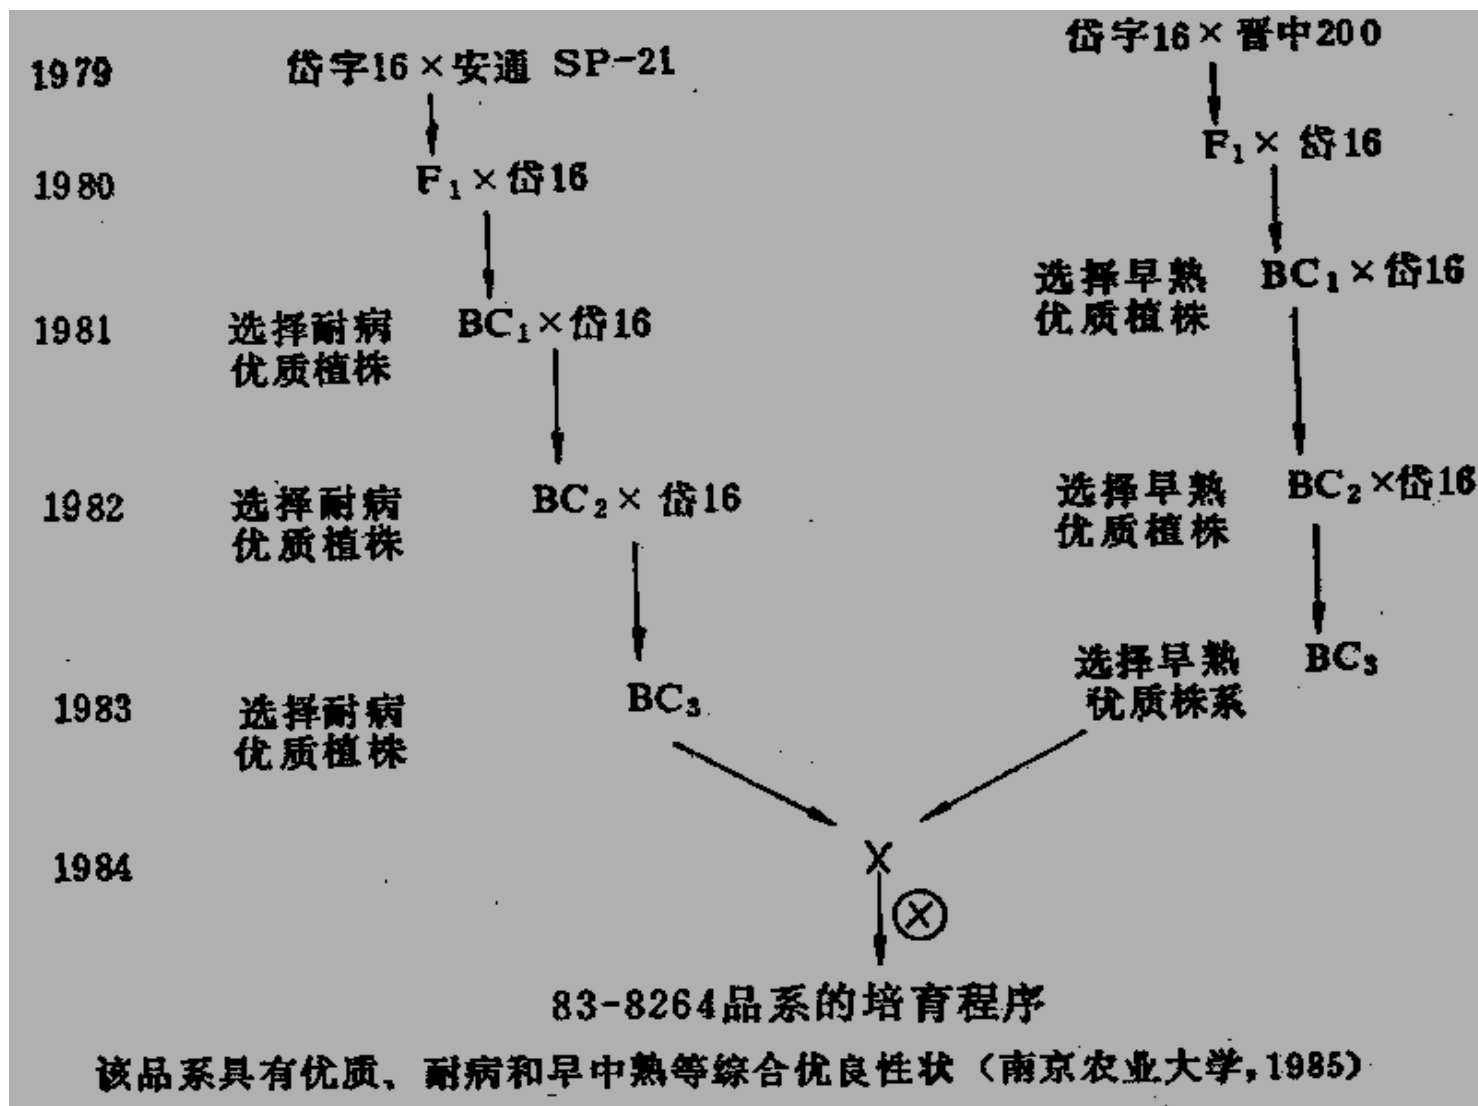 1979 岱字16×安通 SP-21 岱字16×晋中200
F₁× 岱16
1980 F₁×岱16
选择早熟 BC₁×岱16
优质植株
1981 选择耐病 BC₁×岱16
优质植株
1982 选择耐病 BC₂× 岱16 选择早熟 BC₂×岱16
优质植株 优质植株
选择早熟 BC₃
优质株系
1983 选择耐病 BC₃
优质植株
1984 X
X
83-8264品系的培育程序
该品系具有优质、耐病和早中熟等综合优良性状（南京农业大学，1985）